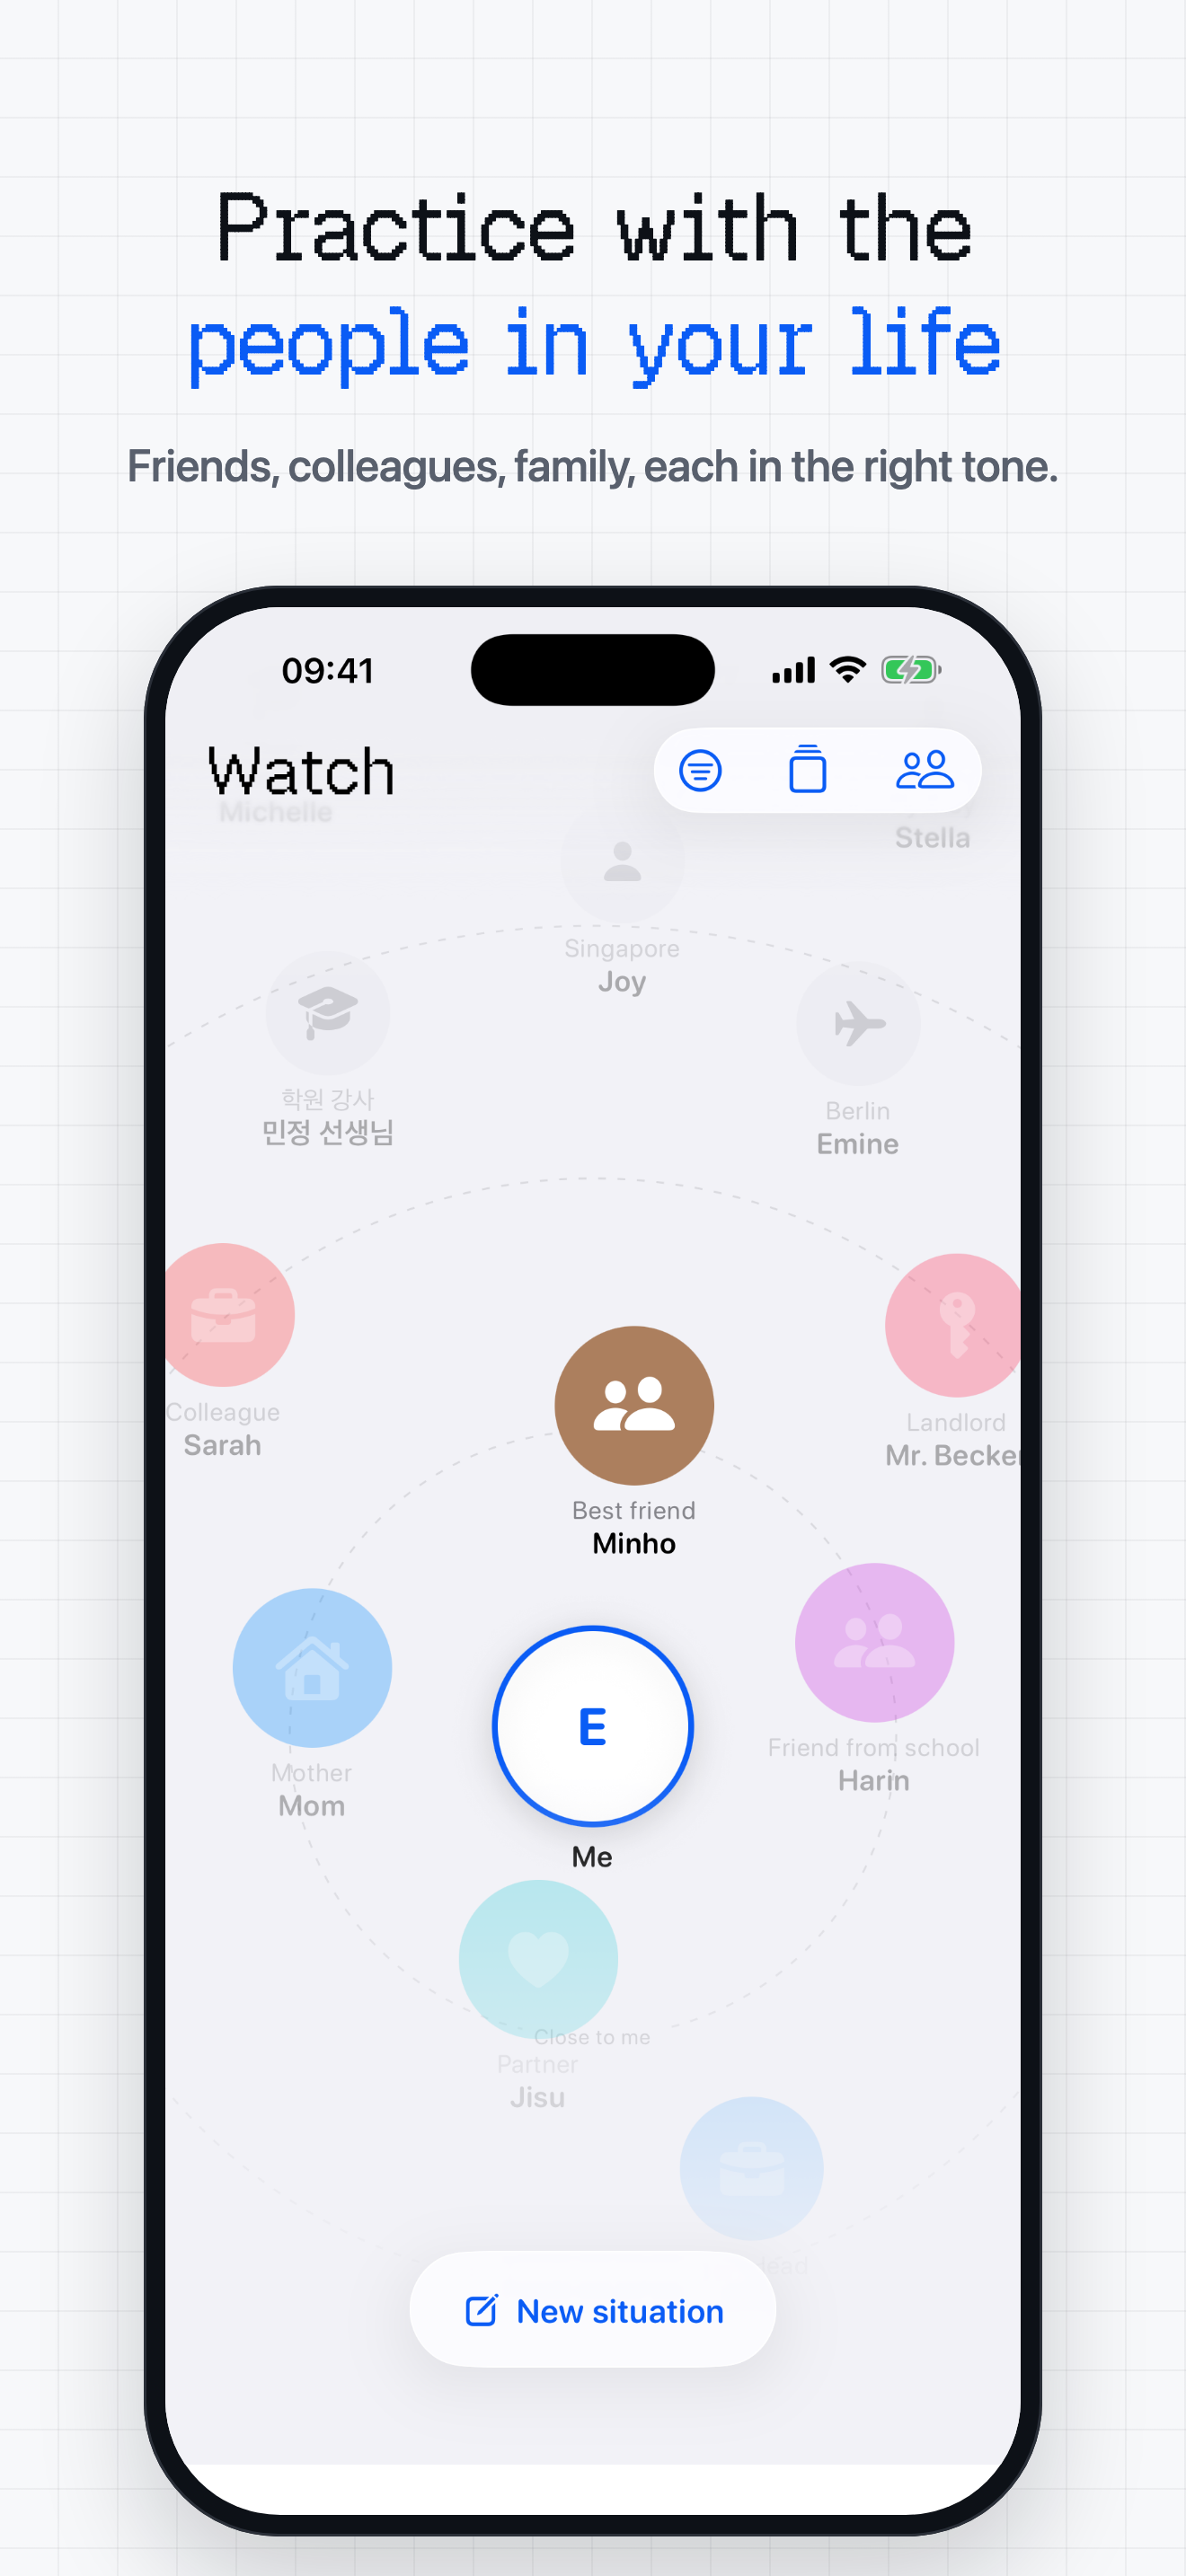 Practice with the
people in your life
Friends, colleagues, family, each in the right tone.
09:41
Watch
Michelle
Stella
Singapore
Joy
학원 강사
민정 선생님
Berlin
Emine
Colleague
Sarah
Landlord
Mr. Becker
Best friend
Minho
Mother
Mom
E
Friend from school
Harin
Me
Close to me
Partner
Jisu
New situation